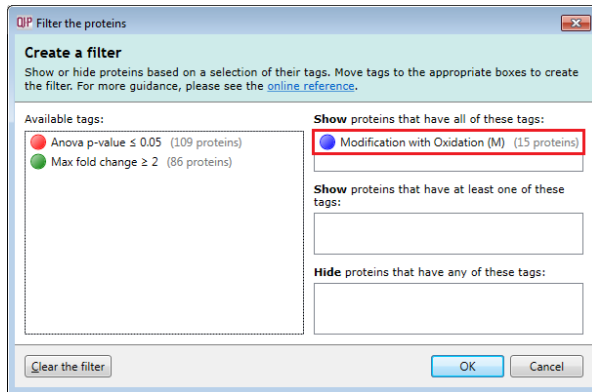 QIP Filter the proteins
Create a filter
Show or hide proteins based on a selection of their tags. Move tags to the appropriate boxes to create
the filter. For more guidance, please see the online reference.
Available tags:
Anova p-value ≤ 0.05 (109 proteins)
Max fold change ≥ 2 (86 proteins)
Show proteins that have all of these tags:
Modification with Oxidation (M) (15 proteins)
Show proteins that have at least one of these
tags:
Hide proteins that have any of these tags:
Clear the filter
OK
Cancel